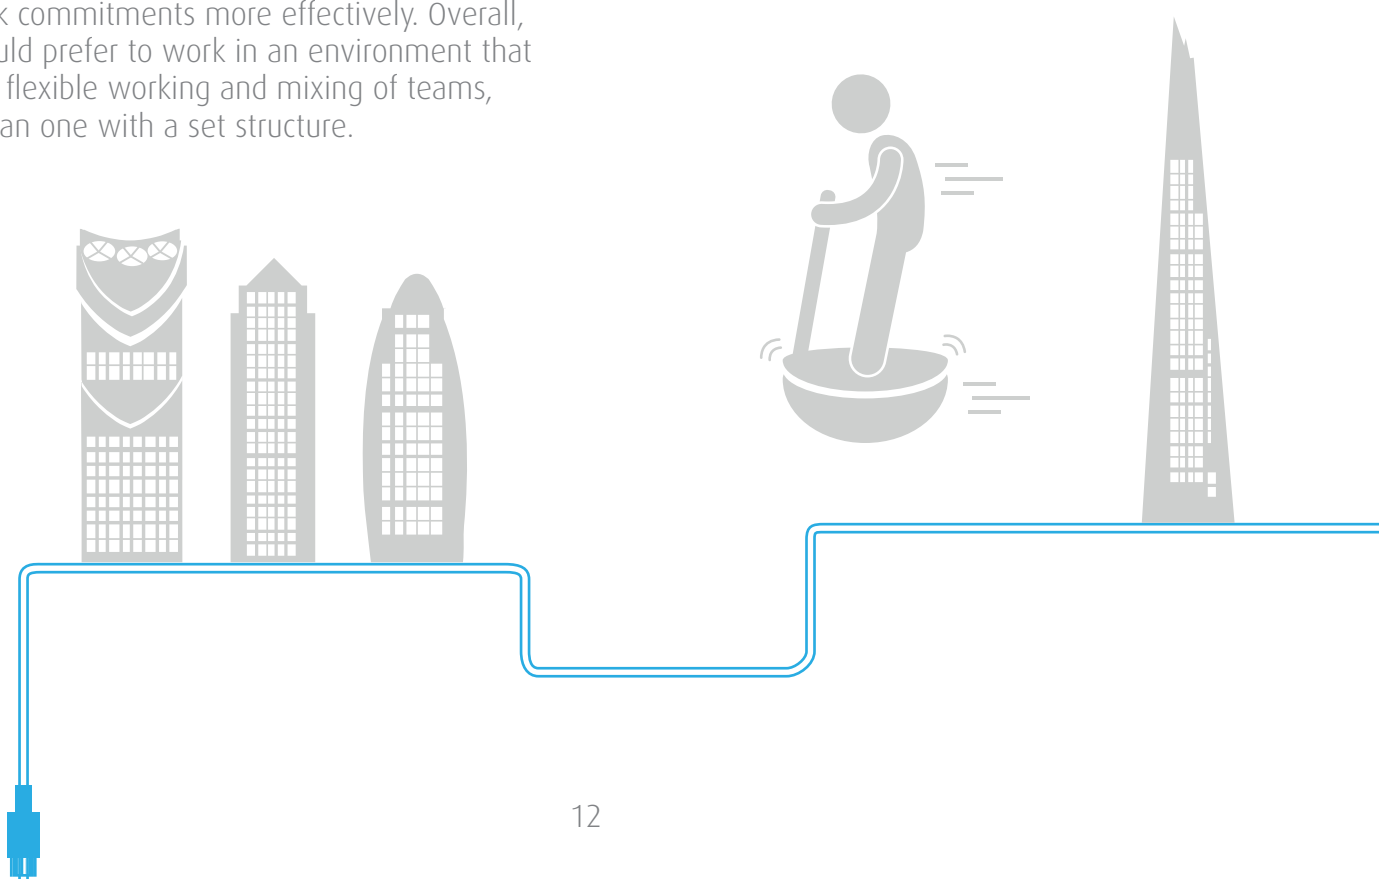 k commitments more effectively. Overall,
uld prefer to work in an environment that
flexible working and mixing of teams,
an one with a set structure.
12